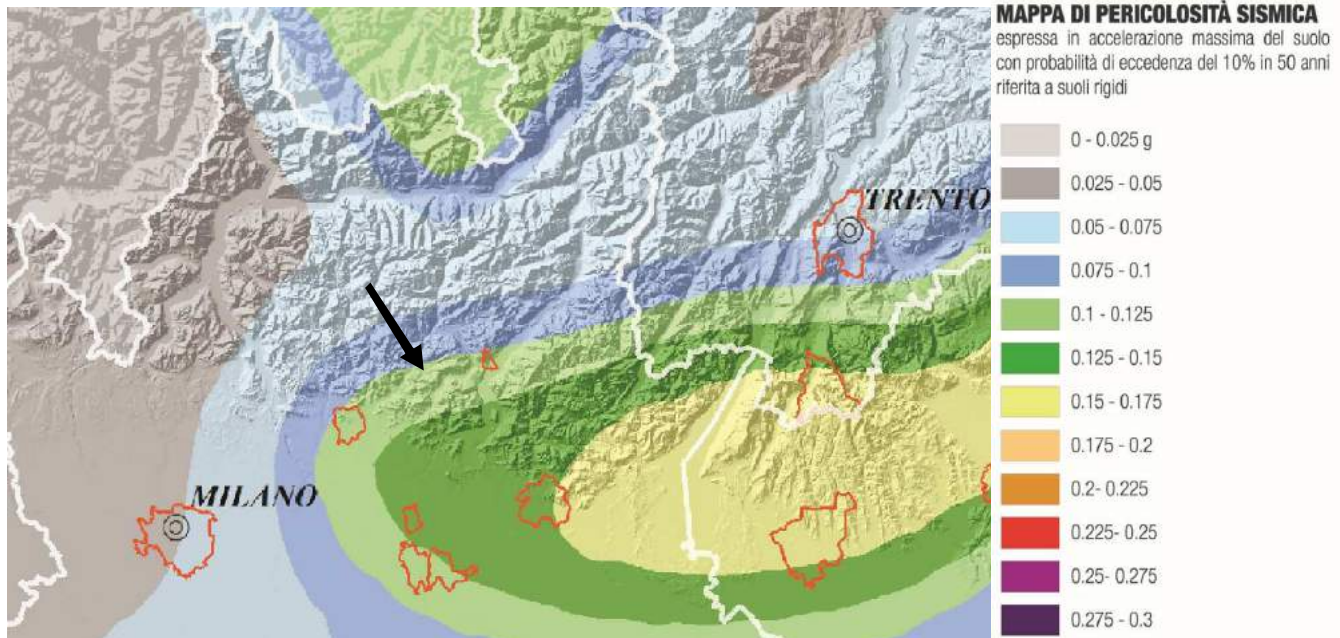 TRENTO
MILANO
MAPPA DI PERICOLOSITÀ SISMICA
espressa in accelerazione massima del suolo
con probabilità di eccedenza del 10% in 50 anni
riferita a suoli rigidi
0 - 0.025 g
0.025 - 0.05
0.05 - 0.075
0.075 - 0.1
0.1 - 0.125
0.125 - 0.15
0.15 - 0.175
0.175 - 0.2
0.2- 0.225
0.225- 0.25
0.25- 0.275
0.275 - 0.3